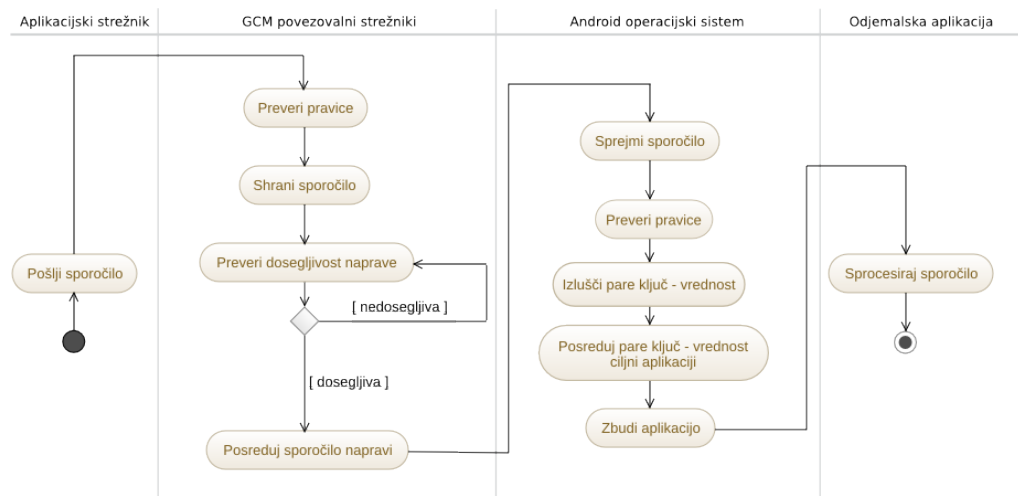 Aplikacijski strežnik
GCM povezovalni strežniki
Android operacijski sistem
Odjemalska aplikacija
Pošlji sporočilo
Preveri pravice
Shrani sporočilo
Preveri dosegljivost naprave
[ nedosegljiva ]
[ dosegljiva ]
Posreduj sporočilo napravi
Sprejmi sporočilo
Preveri pravice
Izlušči pare ključ - vrednost
Posreduj pare ključ - vrednost
ciljni aplikaciji
Zbudi aplikacijo
Sprocesiraj sporočilo